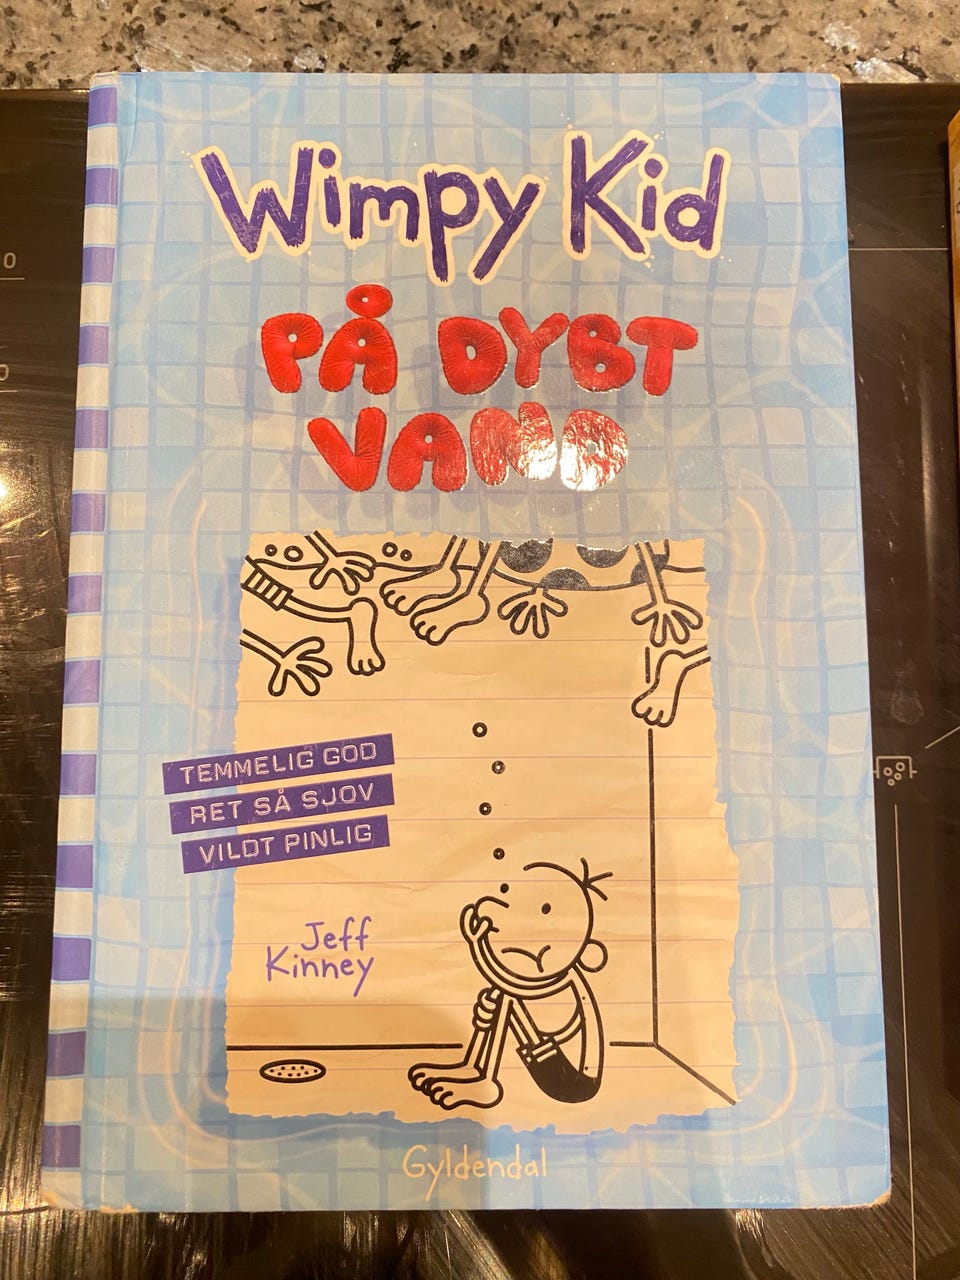 Wimpy Kid
PÅ DYBT
VAND
TEMMELIG GOD
RET SÅ SJOV
VILDT PINLIG
Jeff
Kinney
Gyldendal